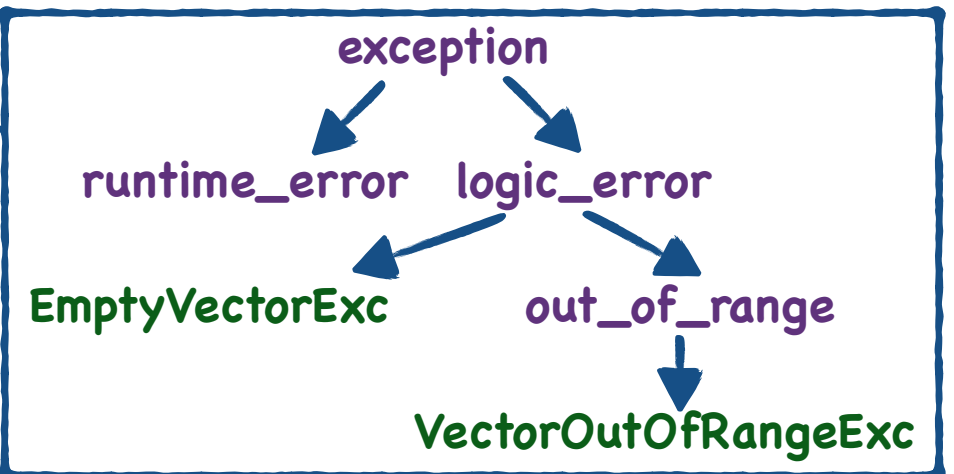 exception
runtime_error logic_error
EmptyVectorExc out_of_range
VectorOutOfRangeExc